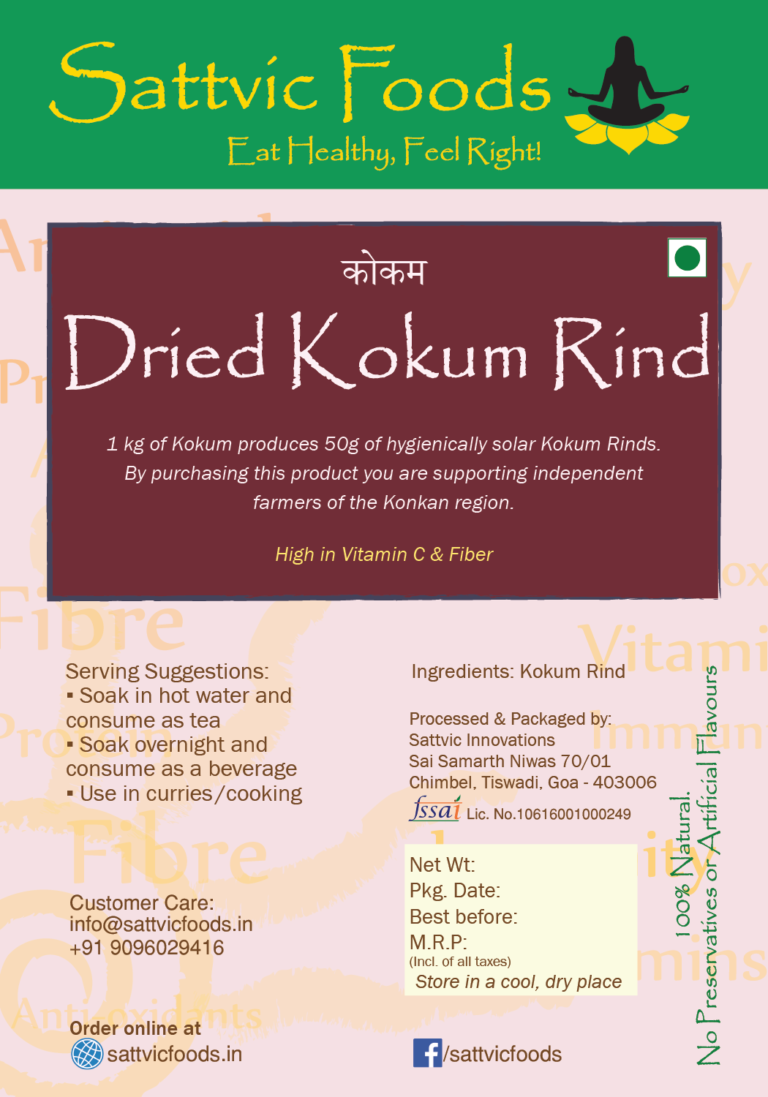 Sattvic Foods
Eat Healthy, Feel Right!
कोकम
Dried Kokum Rind
1 kg of Kokum produces 50g of hygienically solar Kokum Rinds.
By purchasing this product you are supporting independent
farmers of the Konkan region.
High in Vitamin C & Fiber
Serving Suggestions:
▪ Soak in hot water and
consume as tea
▪ Soak overnight and
consume as a beverage
▪ Use in curries/cooking
Customer Care:
info@sattvicfoods.in
+91 9096029416
Order online at
sattvicfoods.in
Ingredients: Kokum Rind
Processed & Packaged by:
Sattvic Innovations
Sai Samarth Niwas 70/01
Chimbel, Tiswadi, Goa - 403006
fssai Lic. No.10616001000249
Net Wt:
Pkg. Date:
Best before:
M.R.P:
(Incl. of all taxes)
Store in a cool, dry place
/sattvicfoods
100% Natural.
No Preservatives or Artificial Flavours
Fibre
Protein
Fibre
Anti-oxidants